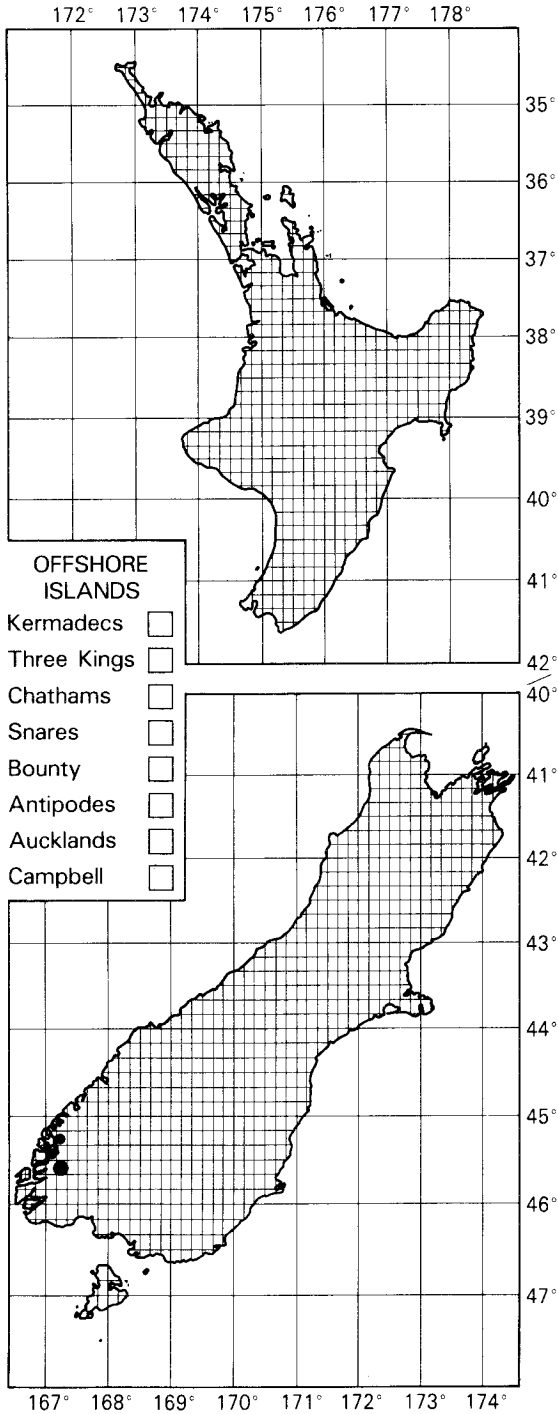 172° 173° 174° 175° 176° 177° 178°
35°
36°
37°
38°
39°
40°
41°
42°
OFFSHORE
ISLANDS
Kermadecs
Three Kings
Chathams
Snares
Bounty
Antipodes
Aucklands
Campbell
40°
41°
42°
43°
44°
45°
46°
47°
167° 168° 169° 170° 171° 172° 173° 174°